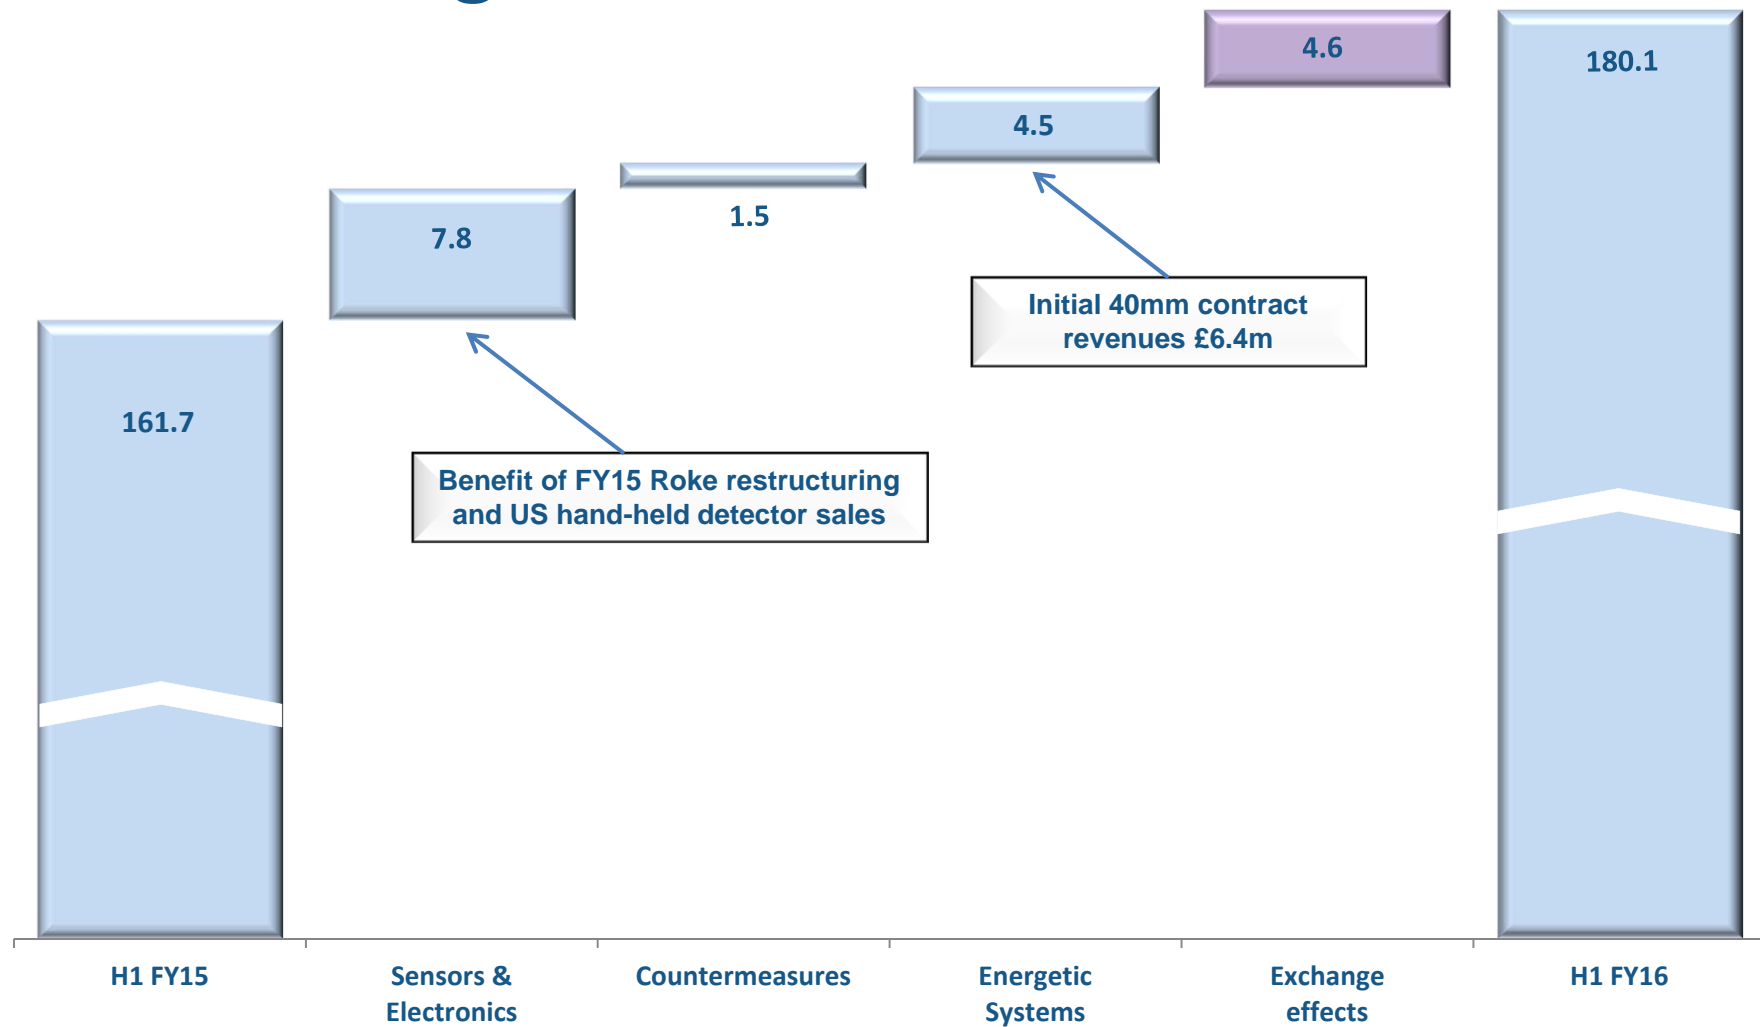 4.6
180.1
4.5
7.8
1.5
Initial 40mm contract
revenues £6.4m
161.7
Benefit of FY15 Roke restructuring
and US hand-held detector sales
H1 FY15
Sensors &
Electronics
Countermeasures
Energetic
Systems
Exchange
effects
H1 FY16